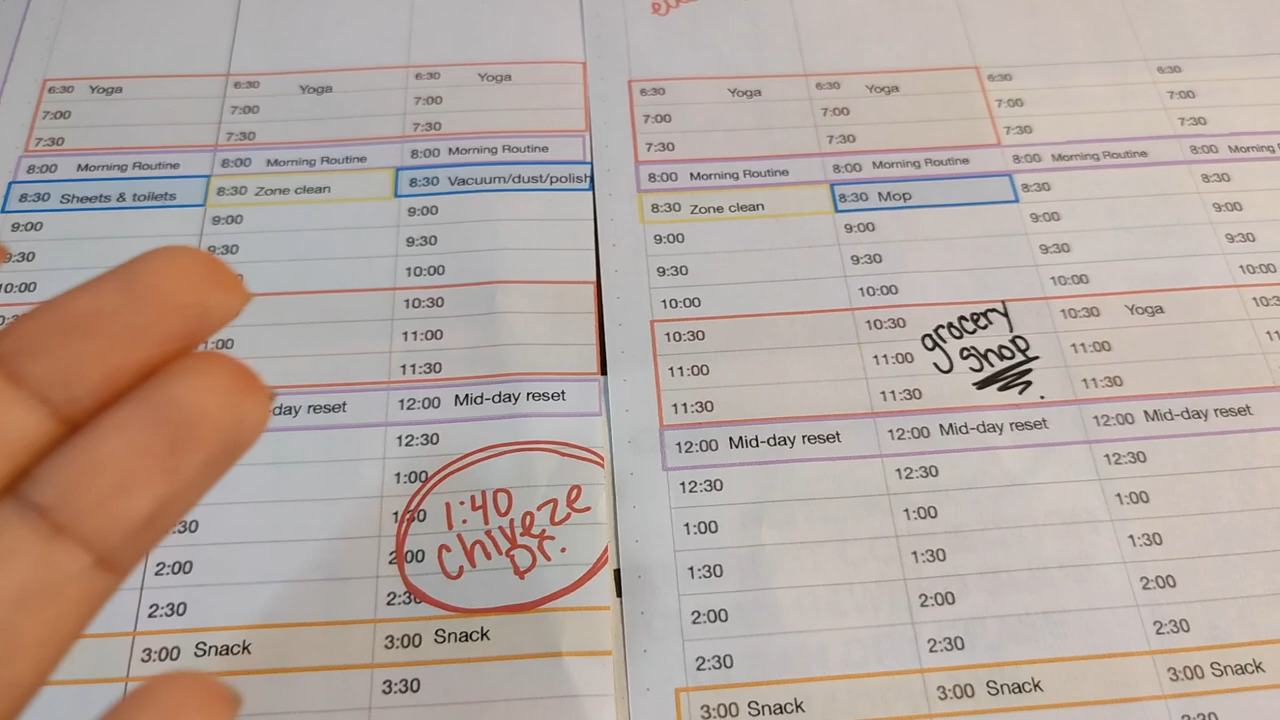 6:30 Yoga 6:30 Yoga 6:30 Yoga
7:00 7:00 7:00
7:30 7:30 7:30
8:00 Morning Routine 8:00 Morning Routine 8:00 Morning Routine
8:30 Sheets & toilets 8:30 Zone clean 8:30 Vacuum/dust/polish
9:00 9:00 9:00
9:30 9:30 9:30
10:00 10:00
10:30
1:00 11:00
11:30
-day reset 12:00 Mid-day reset
12:30
1:00
1:30
:30
1:40
Chiveze
Dr.
2:00 2:00
2:30 2:30
3:00 Snack 3:00 Snack
3:30
6:30 Yoga 6:30 Yoga 6:30 6:30
7:00 7:00 7:00 7:00
7:30 7:30 7:30 7:30
8:00 Morning Routine 8:00 Morning Routine 8:00 Morning Routine 8:00 Morning
8:30 Zone clean 8:30 Mop 8:30 8:30
9:00 9:00 9:00 9:00
9:30 9:30 9:30 9:30
10:00 10:00 10:00 10:00
10:30 10:30 10:30 Yoga 10:3
grocery
shop
11:00 11:00 11:00 11
11:30 11:30 11:30
12:00 Mid-day reset 12:00 Mid-day reset 12:00 Mid-day reset
12:30 12:30 12:30
1:00 1:00 1:00
1:30 1:30 1:30
2:00 2:00 2:00
2:30 2:30 2:30
3:00 Snack 3:00 Snack 3:00 Snack